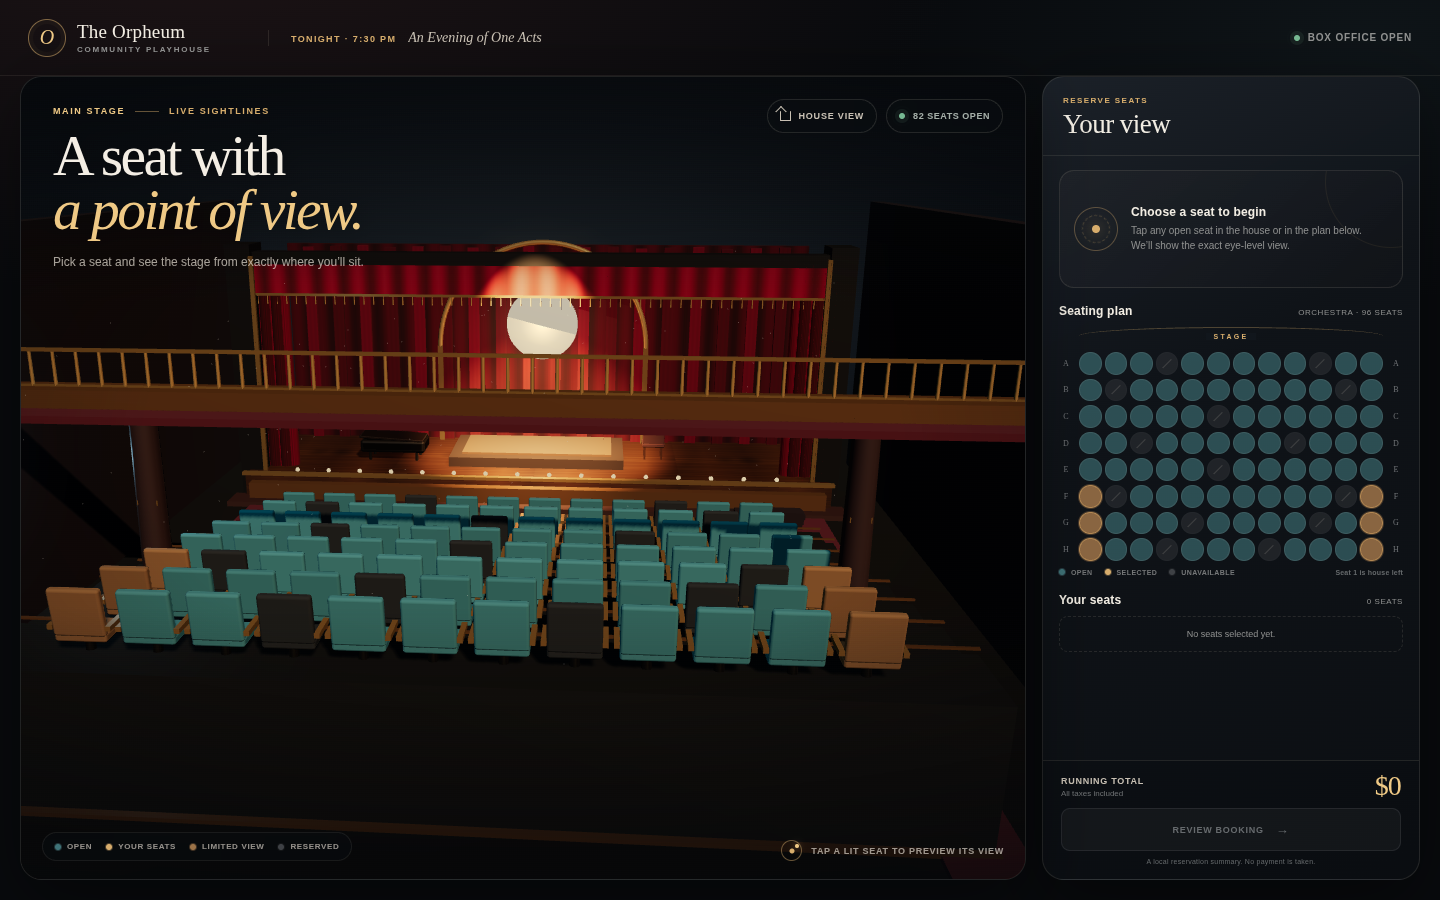 O
The Orpheum
COMMUNITY PLAYHOUSE
TONIGHT · 7:30 PM An Evening of One Acts
BOX OFFICE OPEN
MAIN STAGE LIVE SIGHTLINES
A seat with
a point of view.
Pick a seat and see the stage from exactly where you'll sit.
HOUSE VIEW
82 SEATS OPEN
OPEN YOUR SEATS LIMITED VIEW RESERVED
TAP A LIT SEAT TO PREVIEW ITS VIEW
RESERVE SEATS
Your view
Choose a seat to begin
Tap any open seat in the house or in the plan below.
We'll show the exact eye-level view.
Seating plan ORCHESTRA · 96 SEATS
STAGE
A A
B B
C C
D D
E E
F F
G G
H H
OPEN SELECTED UNAVAILABLE Seat 1 is house left
Your seats 0 SEATS
No seats selected yet.
RUNNING TOTAL
All taxes included
$0
REVIEW BOOKING →
A local reservation summary. No payment is taken.